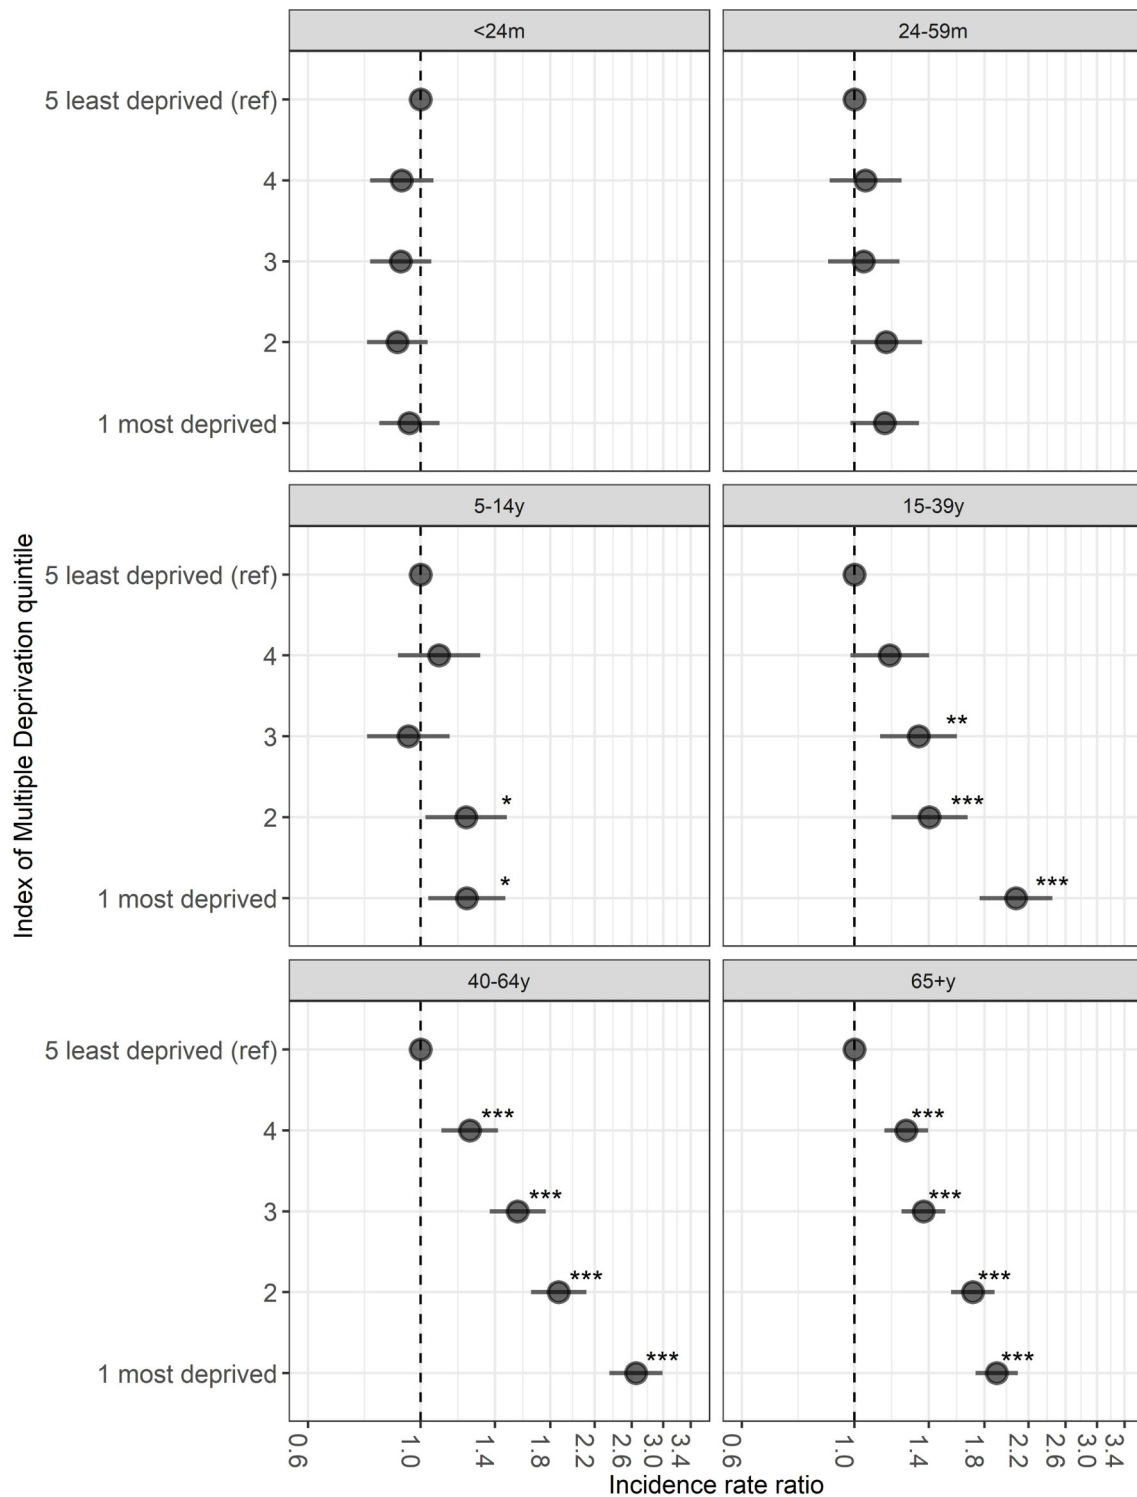 <24m
24-59m
5 least deprived (ref)
4
3
2
1 most deprived
5-14y
15-39y
5 least deprived (ref)
4
3
**
2
*
***
1 most deprived
*
***
40-64y
65+y
5 least deprived (ref)
4
***
***
3
***
***
2
***
***
1 most deprived
***
***
0.6 1.0 1.4 1.8 2.2 2.6 3.0 3.4
0.6 1.0 1.4 1.8 2.2 2.6 3.0 3.4
Incidence rate ratio
Index of Multiple Deprivation quintile